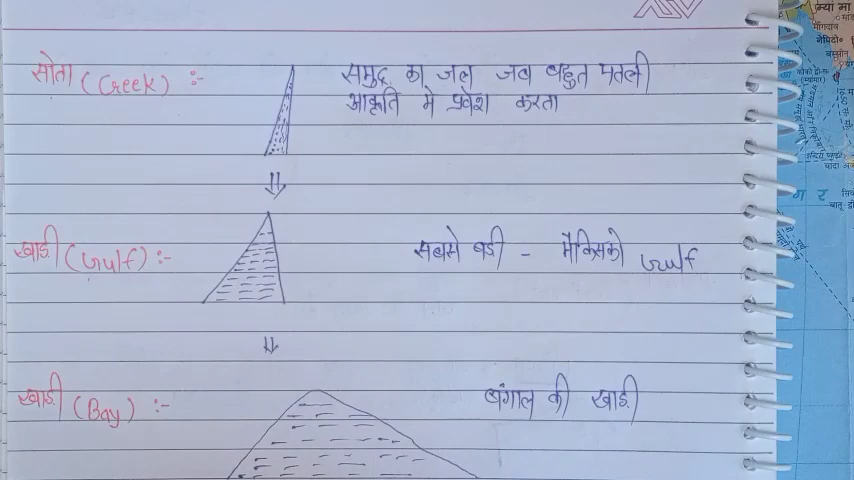 सोता (Creek) :-
समुद्र का जल जब बहुत पतली
आकृति मे प्रवेश करता
खाड़ी (Gulf) :-
सबसे बड़ी - मैक्सिको Gulf
खाड़ी (Bay) :-
बंगाल की खाड़ी
म्यां मा
ग र